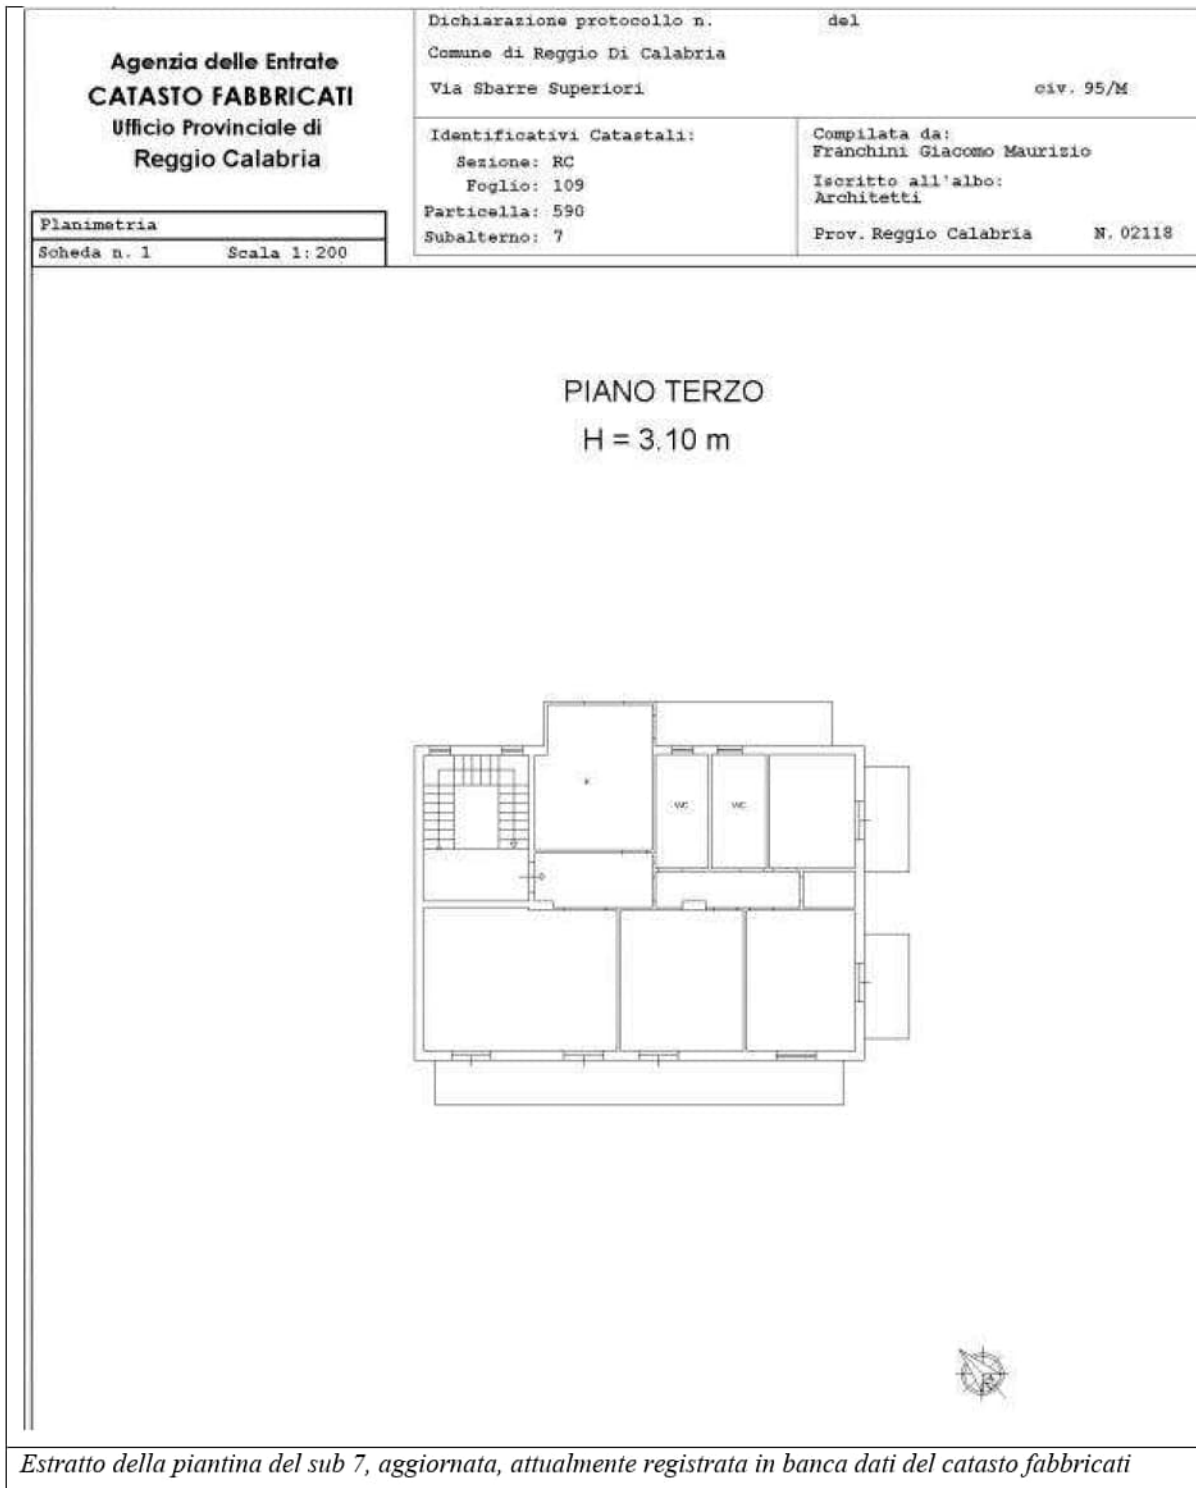 Agenzia delle Entrate
CATASTO FABBRICATI
Ufficio Provinciale di
Reggio Calabria
Planimetria
Scheda n. 1 Scala 1:200
Dichiarazione protocollo n. del
Comune di Reggio Di Calabria
Via Sbarre Superiori civ. 95/M
Identificativi Catastali:
Sezione: RC
Foglio: 109
Particella: 590
Subalterno: 7
Compilata da:
Franchini Giacomo Maurizio
Iscritto all'albo:
Architetti
Prov. Reggio Calabria N. 02118
PIANO TERZO
H = 3.10 m
K
WC WC
Estratto della piantina del sub 7, aggiornata, attualmente registrata in banca dati del catasto fabbricati